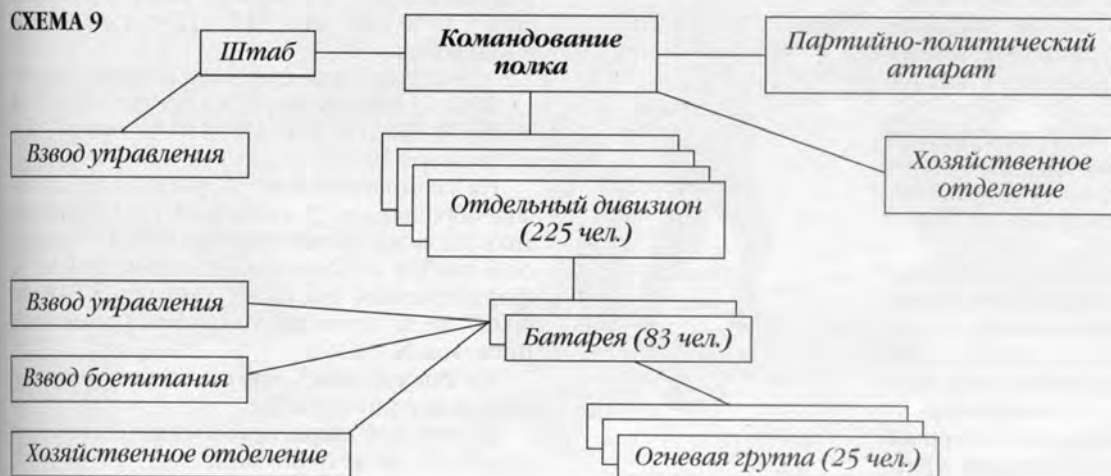 СХЕМА 9
Штаб
Командование
полка
Партийно-политический
аппарат
Взвод управления
Хозяйственное
отделение
Отдельный дивизион
(225 чел.)
Взвод управления
Батарея (83 чел.)
Взвод боепитания
Хозяйственное отделение
Огневая группа (25 чел.)